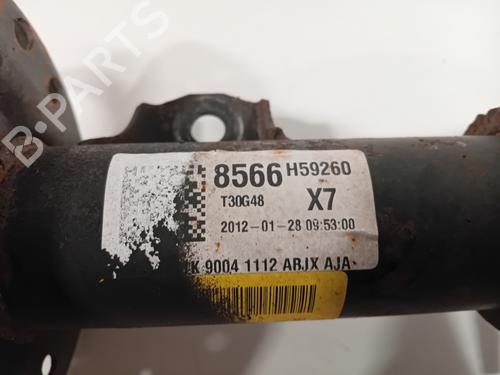 8566 H59260
T30G48 X7
2012-01-28 09:53:00
K 9004 1112 ABJX AJA
B-PARTS